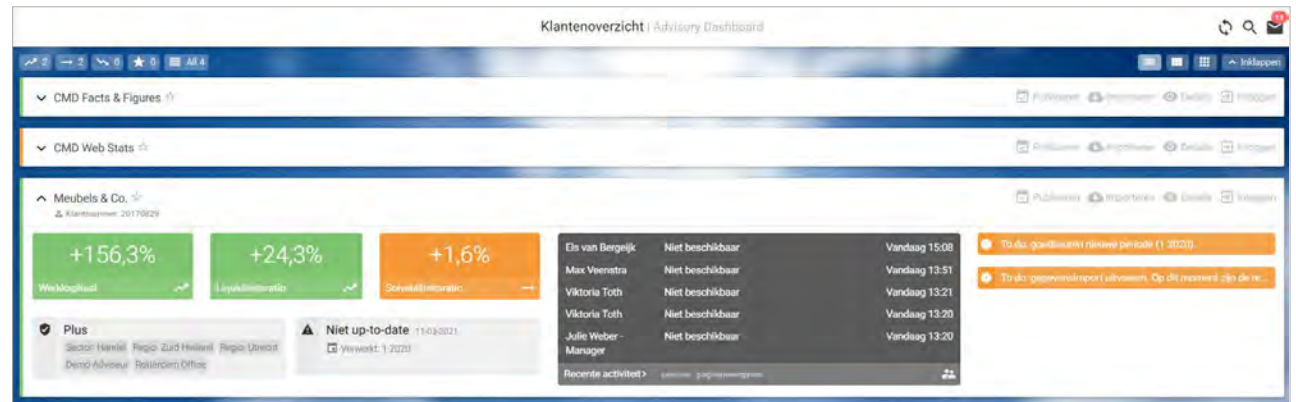 Klantenoverzicht | Advisory Dashboard
11
2 2 0 0 All 4
Inklappen
CMD Facts & Figures
Publiceren Importeren Details Inloggen
CMD Web Stats
Publiceren Importeren Details Inloggen
Meubels & Co.
Publiceren Importeren Details Inloggen
Klantnummer: 20170829
+156,3% +24,3% +1,6%
Werkkapitaal Liquiditeitsratio Solvabiliteitsratio
Els van Bergeijk Niet beschikbaar Vandaag 15:08
Max Veenstra Niet beschikbaar Vandaag 13:51
Viktoria Toth Niet beschikbaar Vandaag 13:21
Viktoria Toth Niet beschikbaar Vandaag 13:20
Julie Weber - Manager Niet beschikbaar Vandaag 13:20
Recente activiteit>
To do: goedkeuren nieuwe periode (1 2020).
To do: gegevensimport uitvoeren. Op dit moment zijn de re...
Plus
Sector: Handel Regio: Zuid Holland Regio: Utrecht
Demo Adviseur Rotterdam Office
Niet up-to-date 11-03-2021
Verwerkt: 1-2020